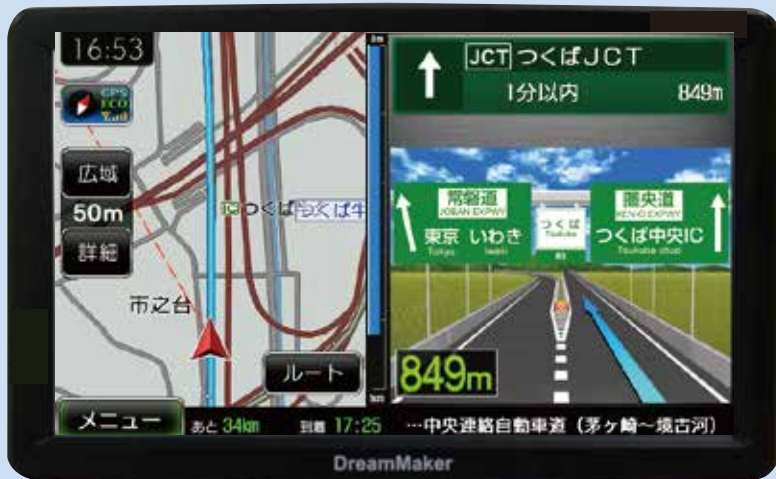 16:53
GPS
ECO
Trail
広域
50m
詳細
市之台
IC つくば
つくば牛
ルート
メニュー
あと 34km
到着 17:25
km
JCT つくばJCT
1分以内 849m
常磐道
JOBAN EXPWY
東京 いわき
Tokyo Iwaki
つくば
Tsukuba
圏央道
KEN-O EXPWY
つくば中央IC
Tsukuba chuo
849m
…中央連絡自動車道（茅ヶ崎～境古河）
DreamMaker